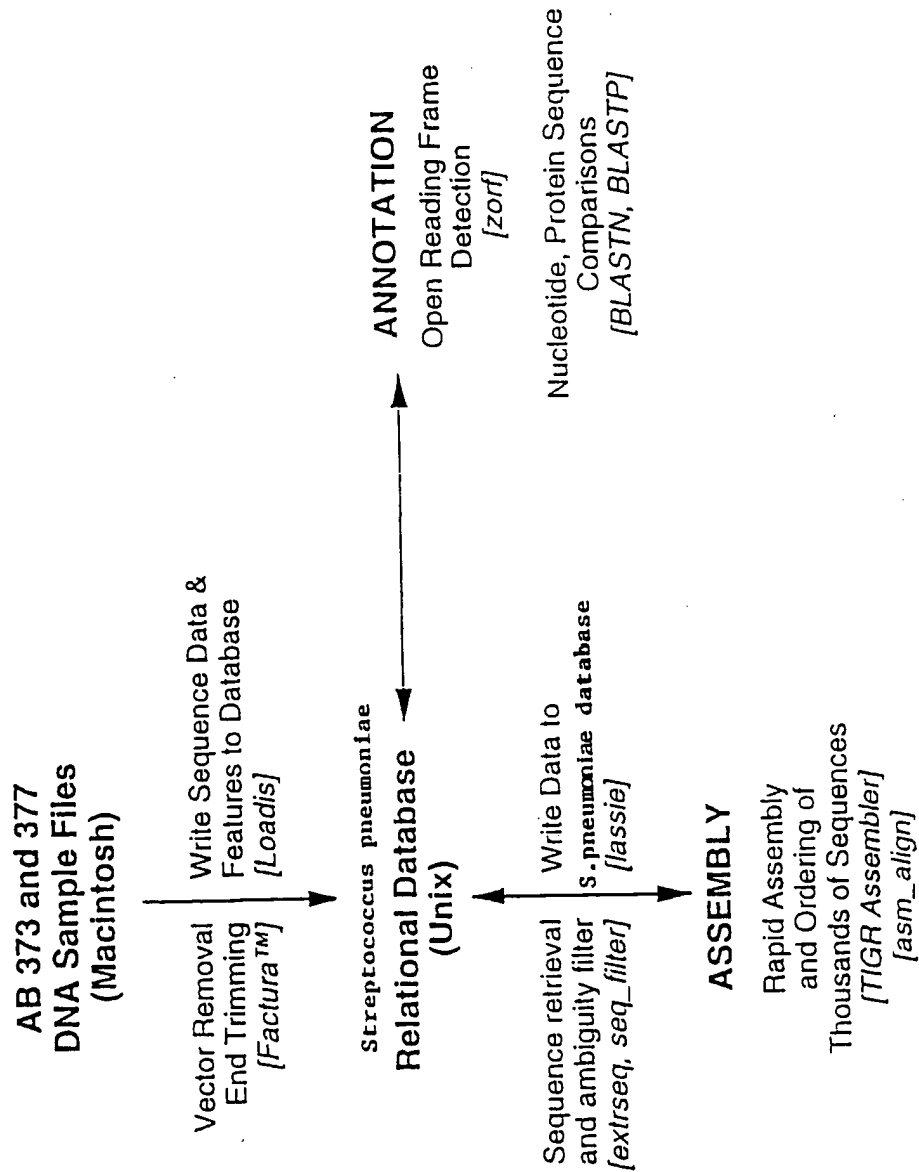 AB 373 and 377
DNA Sample Files
(Macintosh)
Vector Removal
End Trimming
[Factura™]
Write Sequence Data &
Features to Database
[Loadis]
Streptococcus pneumoniae
Relational Database
(Unix)
ANNOTATION
Open Reading Frame
Detection
[zorf]
Nucleotide, Protein Sequence
Comparisons
[BLASTN, BLASTP]
Sequence retrieval
and ambiguity filter
[extrseq, seq_filter]
Write Data to
S.pneumoniae database
[lassie]
ASSEMBLY
Rapid Assembly
and Ordering of
Thousands of Sequences
[TIGR Assembler]
[asm_align]